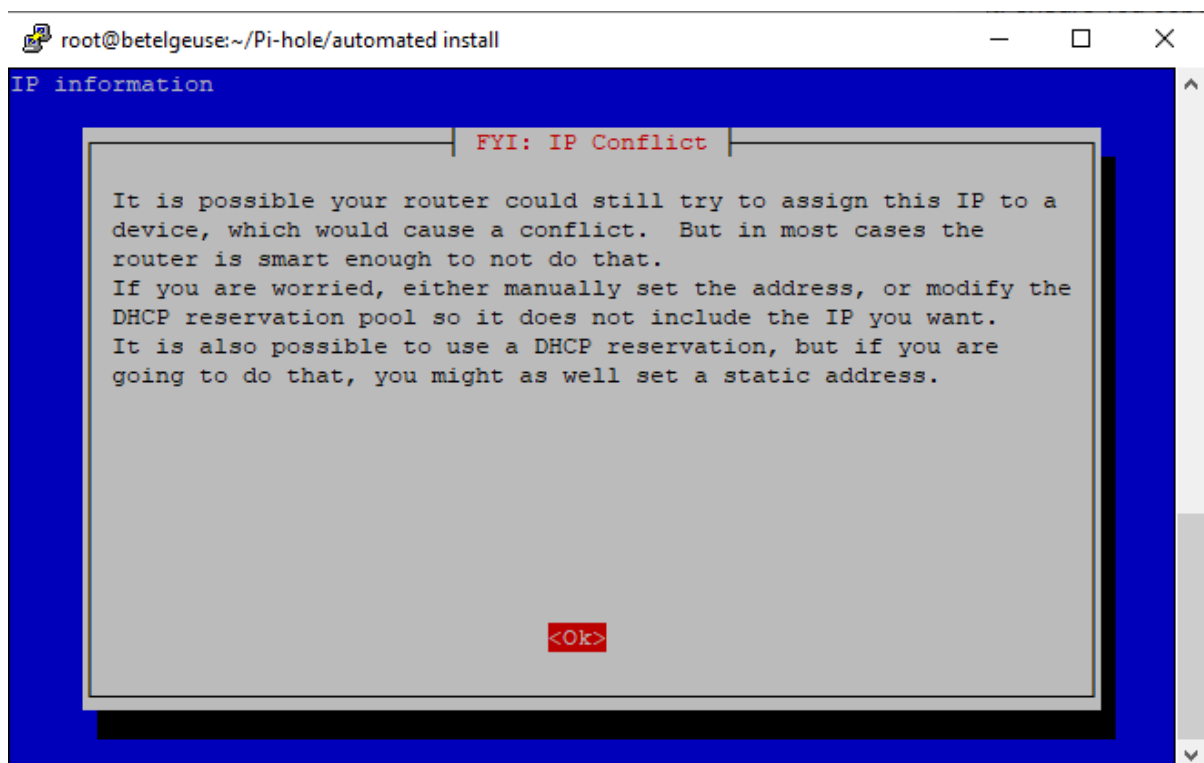 root@betelgeuse:~/Pi-hole/automated install
IP information
FYI: IP Conflict
It is possible your router could still try to assign this IP to a
device, which would cause a conflict.  But in most cases the
router is smart enough to not do that.
If you are worried, either manually set the address, or modify the
DHCP reservation pool so it does not include the IP you want.
It is also possible to use a DHCP reservation, but if you are
going to do that, you might as well set a static address.
<Ok>